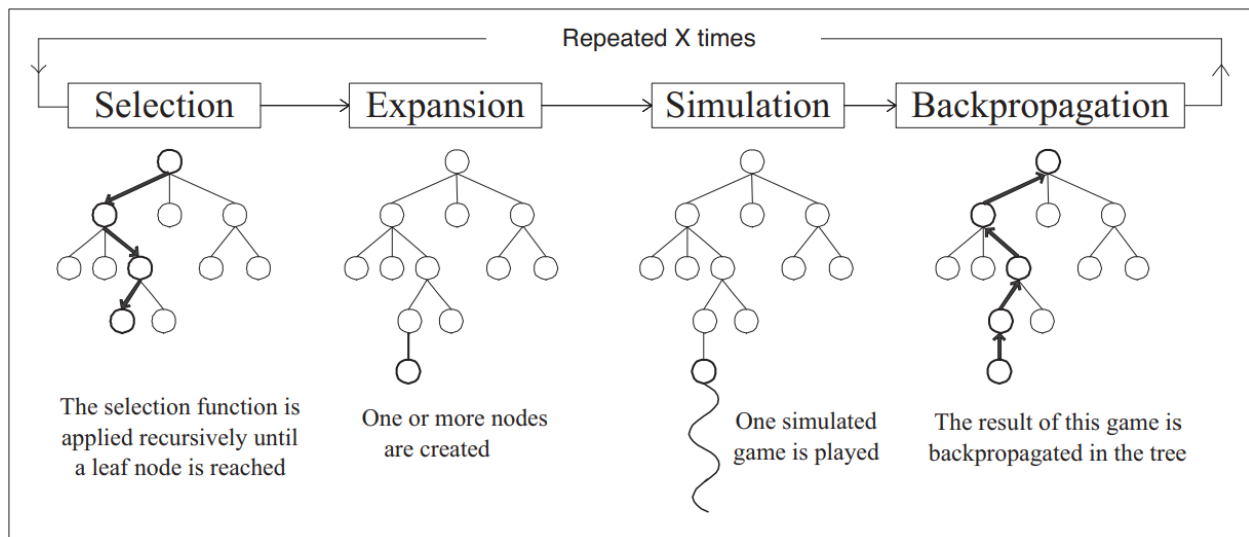 Repeated X times
Selection
Expansion
Simulation
Backpropagation
The selection function is
applied recursively until
a leaf node is reached
One or more nodes
are created
One simulated
game is played
The result of this game is
backpropagated in the tree